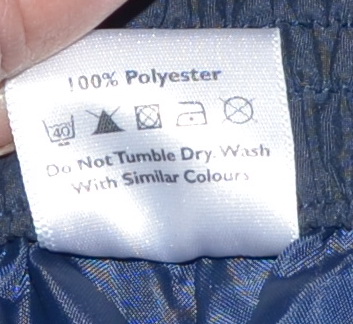 100% Polyester
40
Do Not Tumble Dry. Wash
With Similar Colours